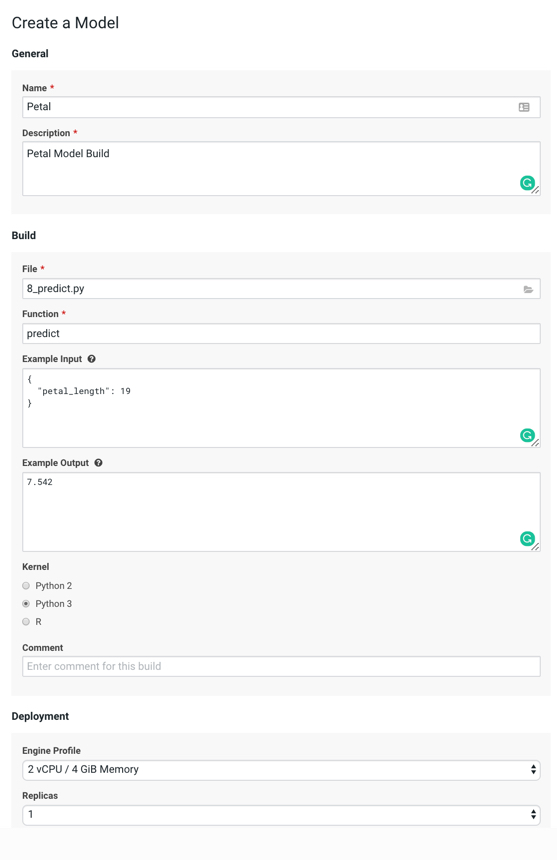 Create a Model
General
Name *
Petal
Description *
Petal Model Build
Build
File *
8_predict.py
Function *
predict
Example Input ?
{
  "petal_length": 19
}
Example Output ?
7.542
Kernel
Python 2
Python 3
R
Comment
Enter comment for this build
Deployment
Engine Profile
2 vCPU / 4 GiB Memory
Replicas
1